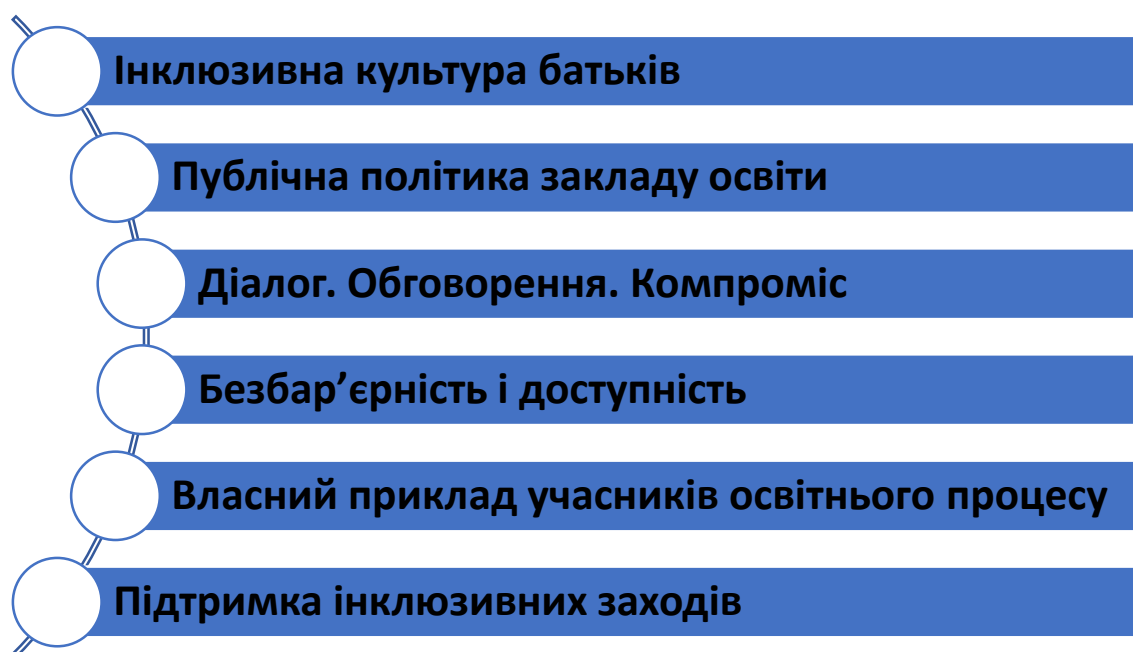 Інклюзивна культура батьків
Публічна політика закладу освіти
Діалог. Обговорення. Компроміс
Безбар’єрність і доступність
Власний приклад учасників освітнього процесу
Підтримка інклюзивних заходів